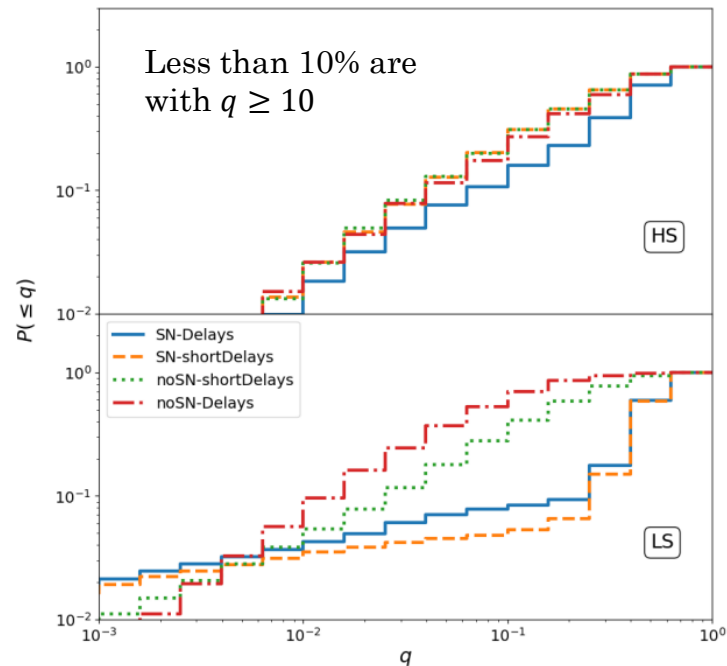 Less than 10% are
with q ≥ 10
10⁰
10⁻¹
10⁻²
HS
P(≤ q)
SN-Delays
SN-shortDelays
noSN-shortDelays
noSN-Delays
10⁰
10⁻¹
10⁻²
LS
10⁻³
10⁻²
10⁻¹
10⁰
q